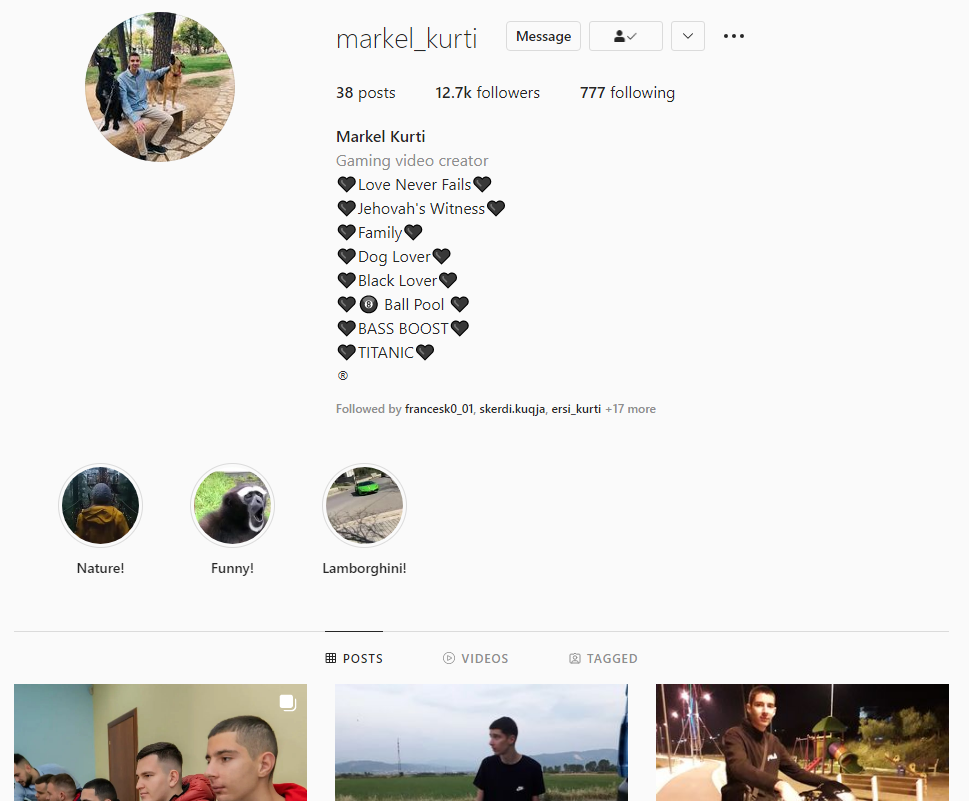 markel_kurti Message
38 posts 12.7k followers 777 following
Markel Kurti
Gaming video creator
🖤Love Never Fails🖤
🖤Jehovah's Witness🖤
🖤Family🖤
🖤Dog Lover🖤
🖤Black Lover🖤
🖤🎱 Ball Pool 🖤
🖤BASS BOOST🖤
🖤TITANIC🖤
®
Followed by francesk0_01, skerdi.kuqja, ersi_kurti +17 more
Nature! Funny! Lamborghini!
POSTS VIDEOS TAGGED